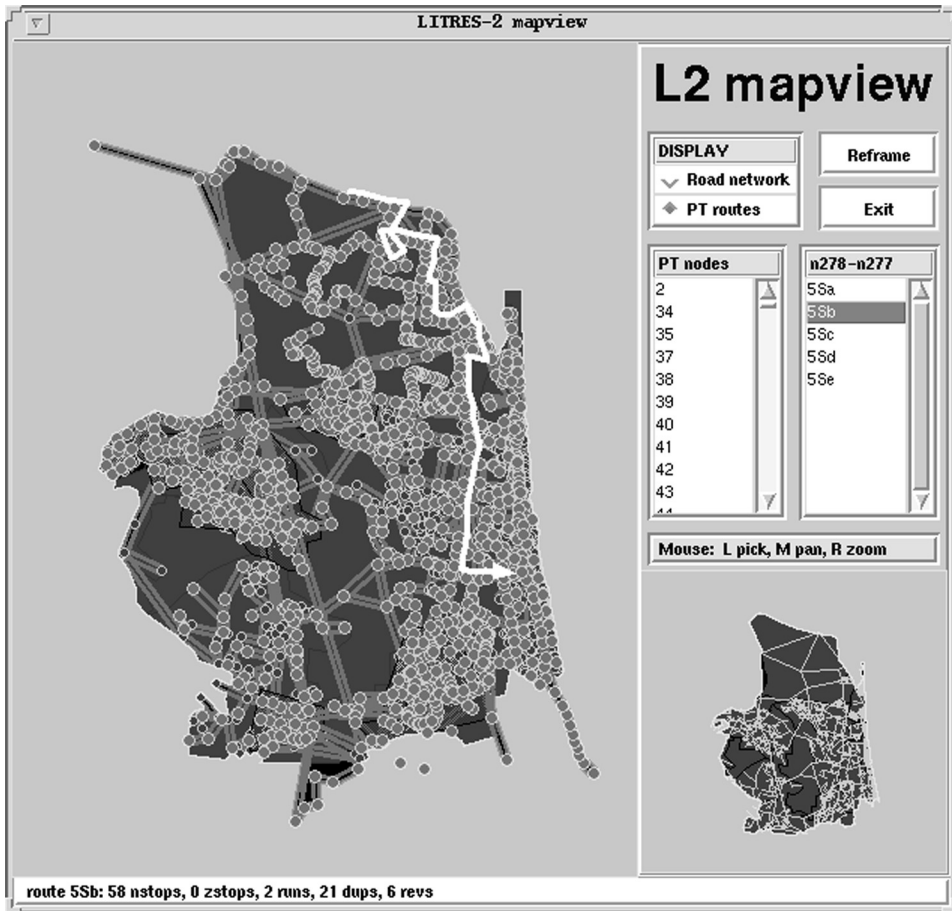 LITRES-2 mapview
L2 mapview
DISPLAY
Road network
PT routes
Reframe
Exit
PT nodes
2
34
35
37
38
39
40
41
42
43
44
n278-n277
5Sa
5Sb
5Sc
5Sd
5Se
Mouse: L pick, M pan, R zoom
route 5Sb: 58 nstops, 0 zstops, 2 runs, 21 dups, 6 revs